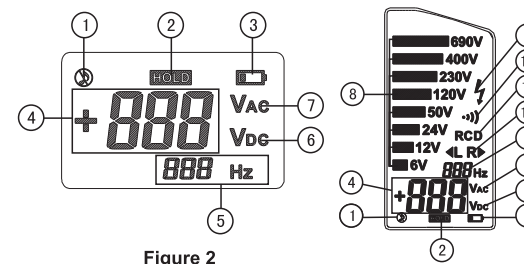 1
2
3
HOLD
4
+ 888
VAC
7
VDC
6
888 Hz
5
Figure 2
690V
400V
230V
120V
8
50V
24V
RCD
12V
L R
6V
888 Hz
4
+888
VAC
VDC
1
HOLD
2